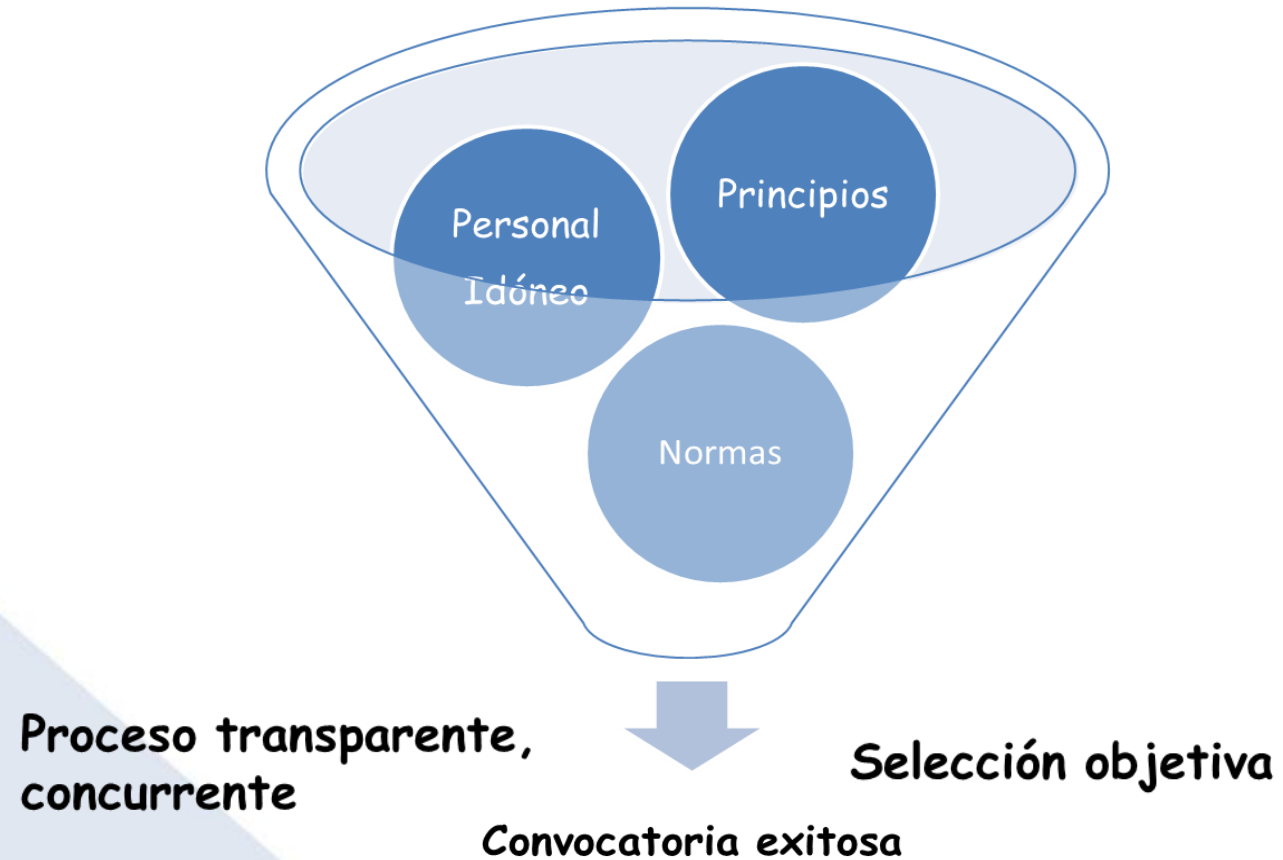 Principios
Personal
Idóneo
Normas
Proceso transparente,
concurrente
Selección objetiva
Convocatoria exitosa